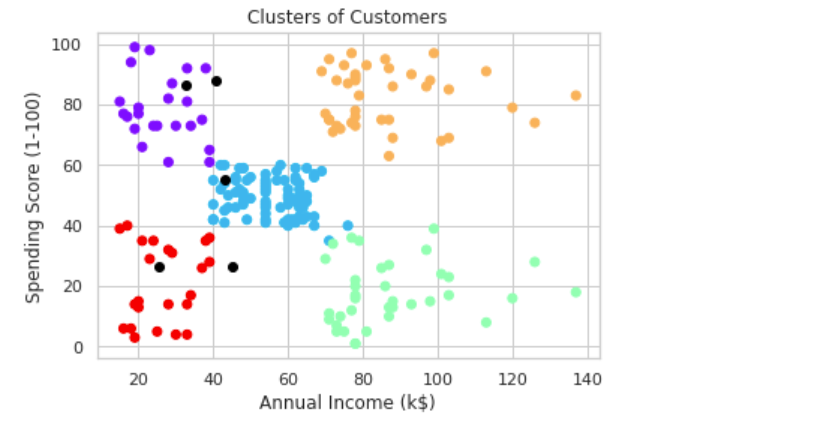 Clusters of Customers
100
80
60
40
20
0
Spending Score (1-100)
20 40 60 80 100 120 140
Annual Income (k$)